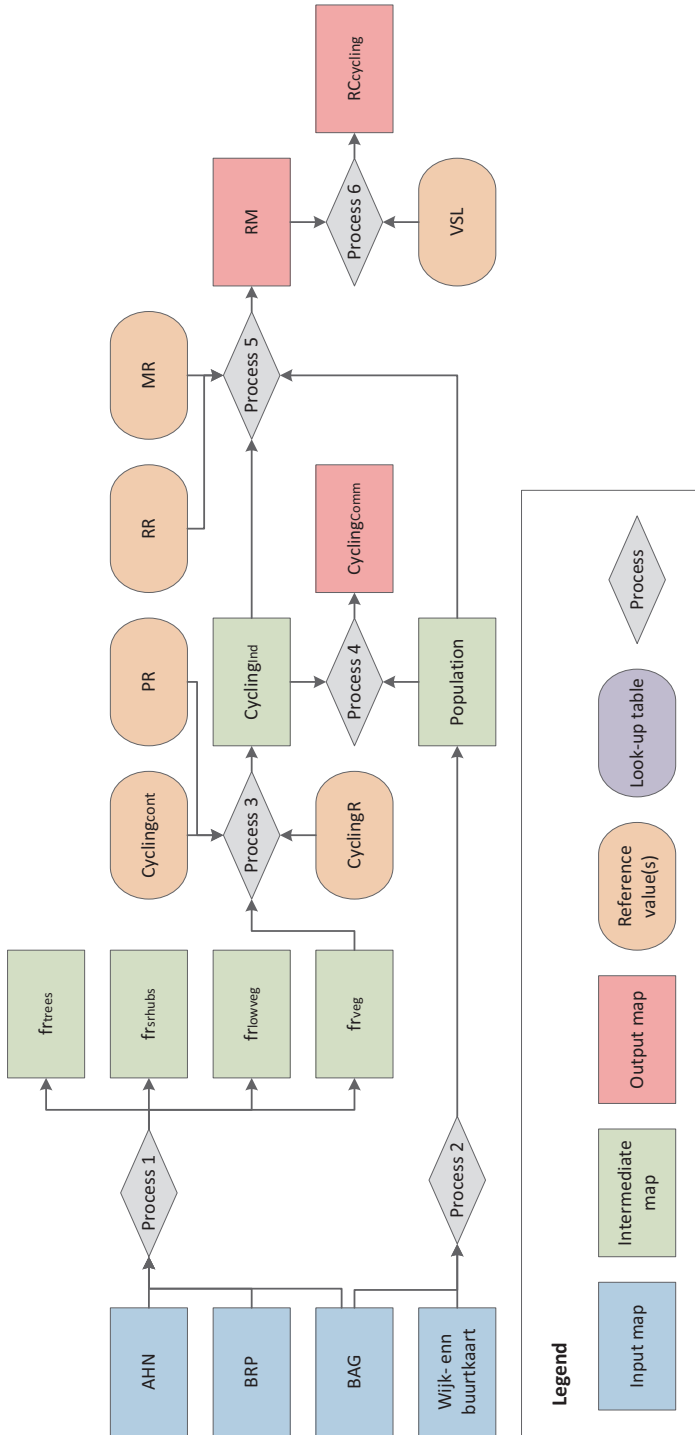 AHN
BRP
BAG
Wijk- enn
buurtkaart
Process 1
Process 2
frtrees
frsrhubs
frlowveg
frveg
Cyclingcont
PR
Process 3
CyclingR
CyclingInd
Process 4
Population
CyclingComm
RR
MR
Process 5
RM
Process 6
VSL
RCcycling
Legend
Input map
Intermediate
map
Output map
Reference
value(s)
Look-up table
Process